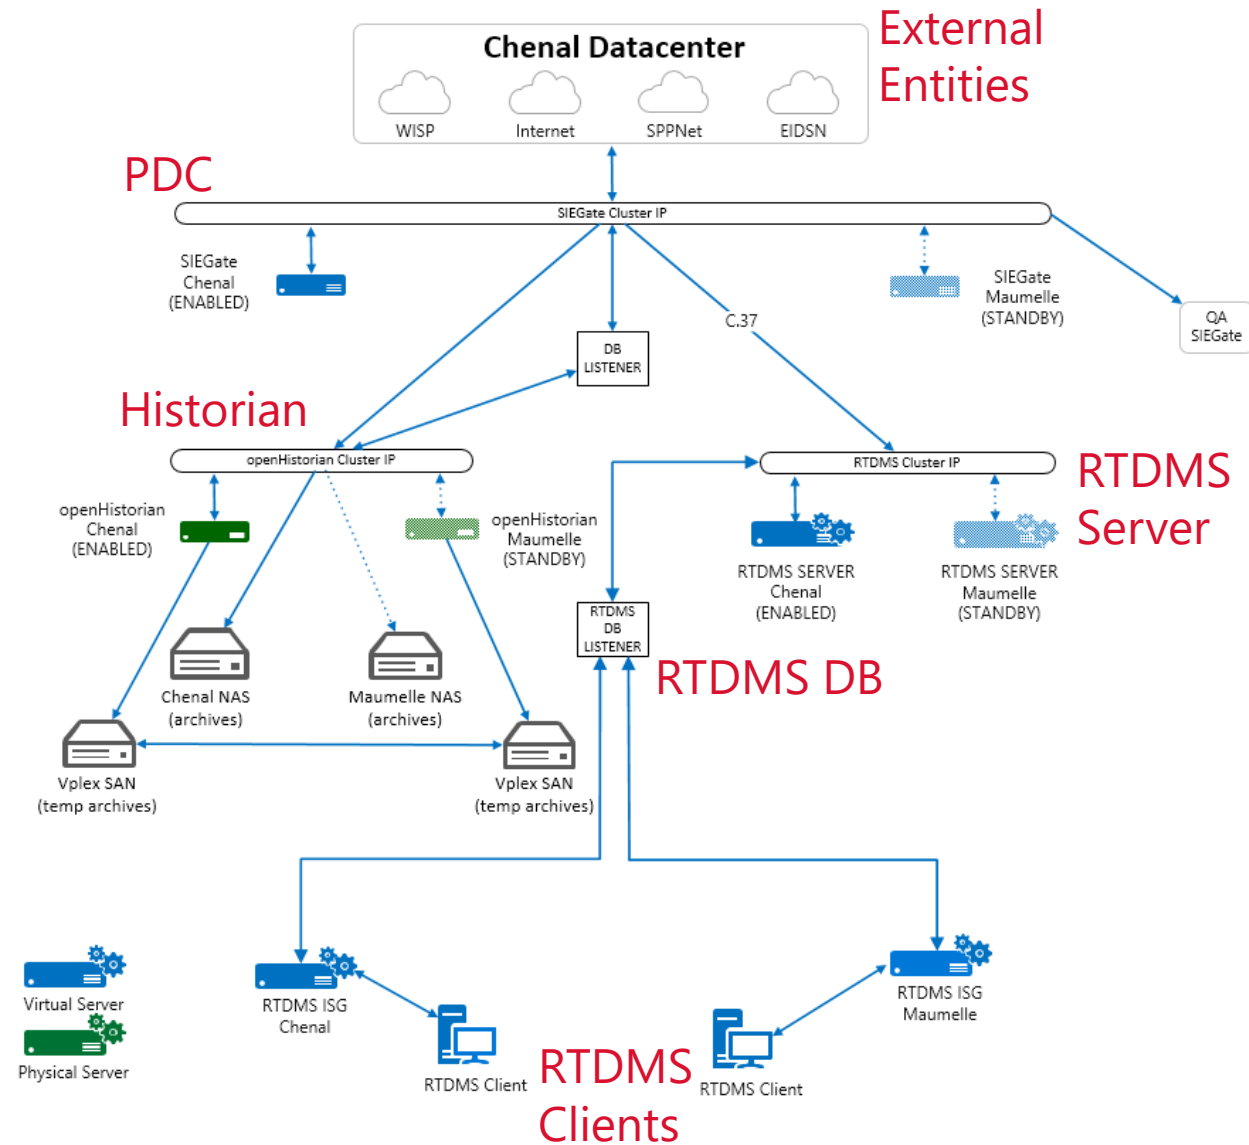 Chenal Datacenter
External
Entities
WISP
Internet
SPPNet
EIDSN
PDC
SIEGate Cluster IP
SIEGate
Chenal
(ENABLED)
SIEGate
Maumelle
(STANDBY)
QA
SIEGate
C.37
DB
LISTENER
Historian
openHistorian Cluster IP
RTDMS Cluster IP
RTDMS
Server
openHistorian
Chenal
(ENABLED)
openHistorian
Maumelle
(STANDBY)
RTDMS SERVER
Chenal
(ENABLED)
RTDMS SERVER
Maumelle
(STANDBY)
RTDMS
DB
LISTENER
RTDMS DB
Chenal NAS
(archives)
Maumelle NAS
(archives)
Vplex SAN
(temp archives)
Vplex SAN
(temp archives)
Virtual Server
Physical Server
RTDMS ISG
Chenal
RTDMS Client
RTDMS ISG
Maumelle
RTDMS Client
RTDMS
Clients